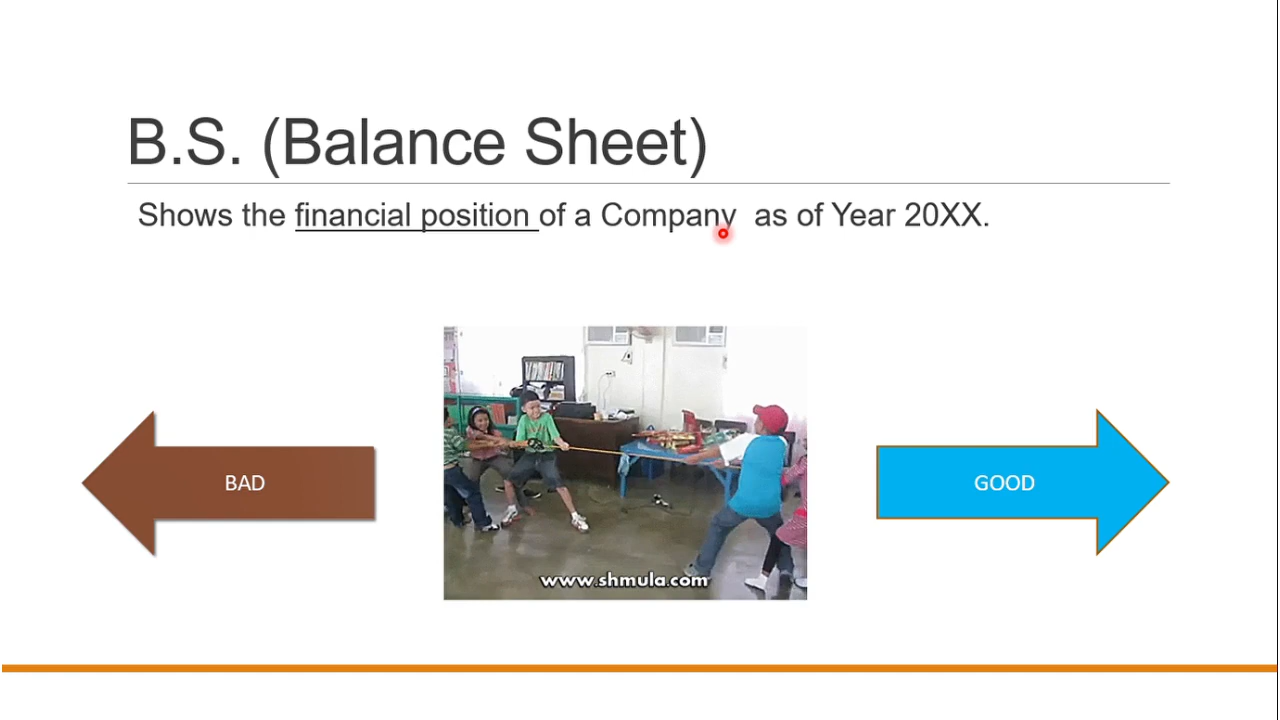 B.S. (Balance Sheet)
Shows the financial position of a Company  as of Year 20XX.
BAD
GOOD
www.shmula.com